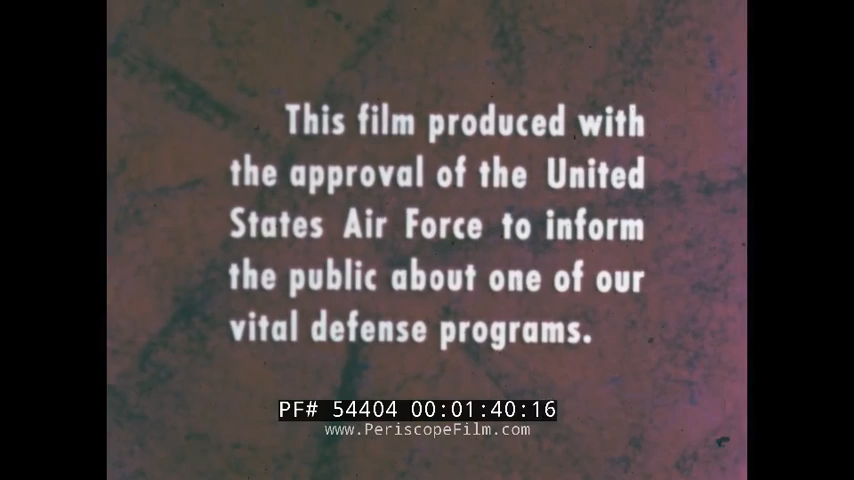 This film produced with
the approval of the United
States Air Force to inform
the public about one of our
vital defense programs.
PF# 54404 00:01:40:16
www.PeriscopeFilm.com